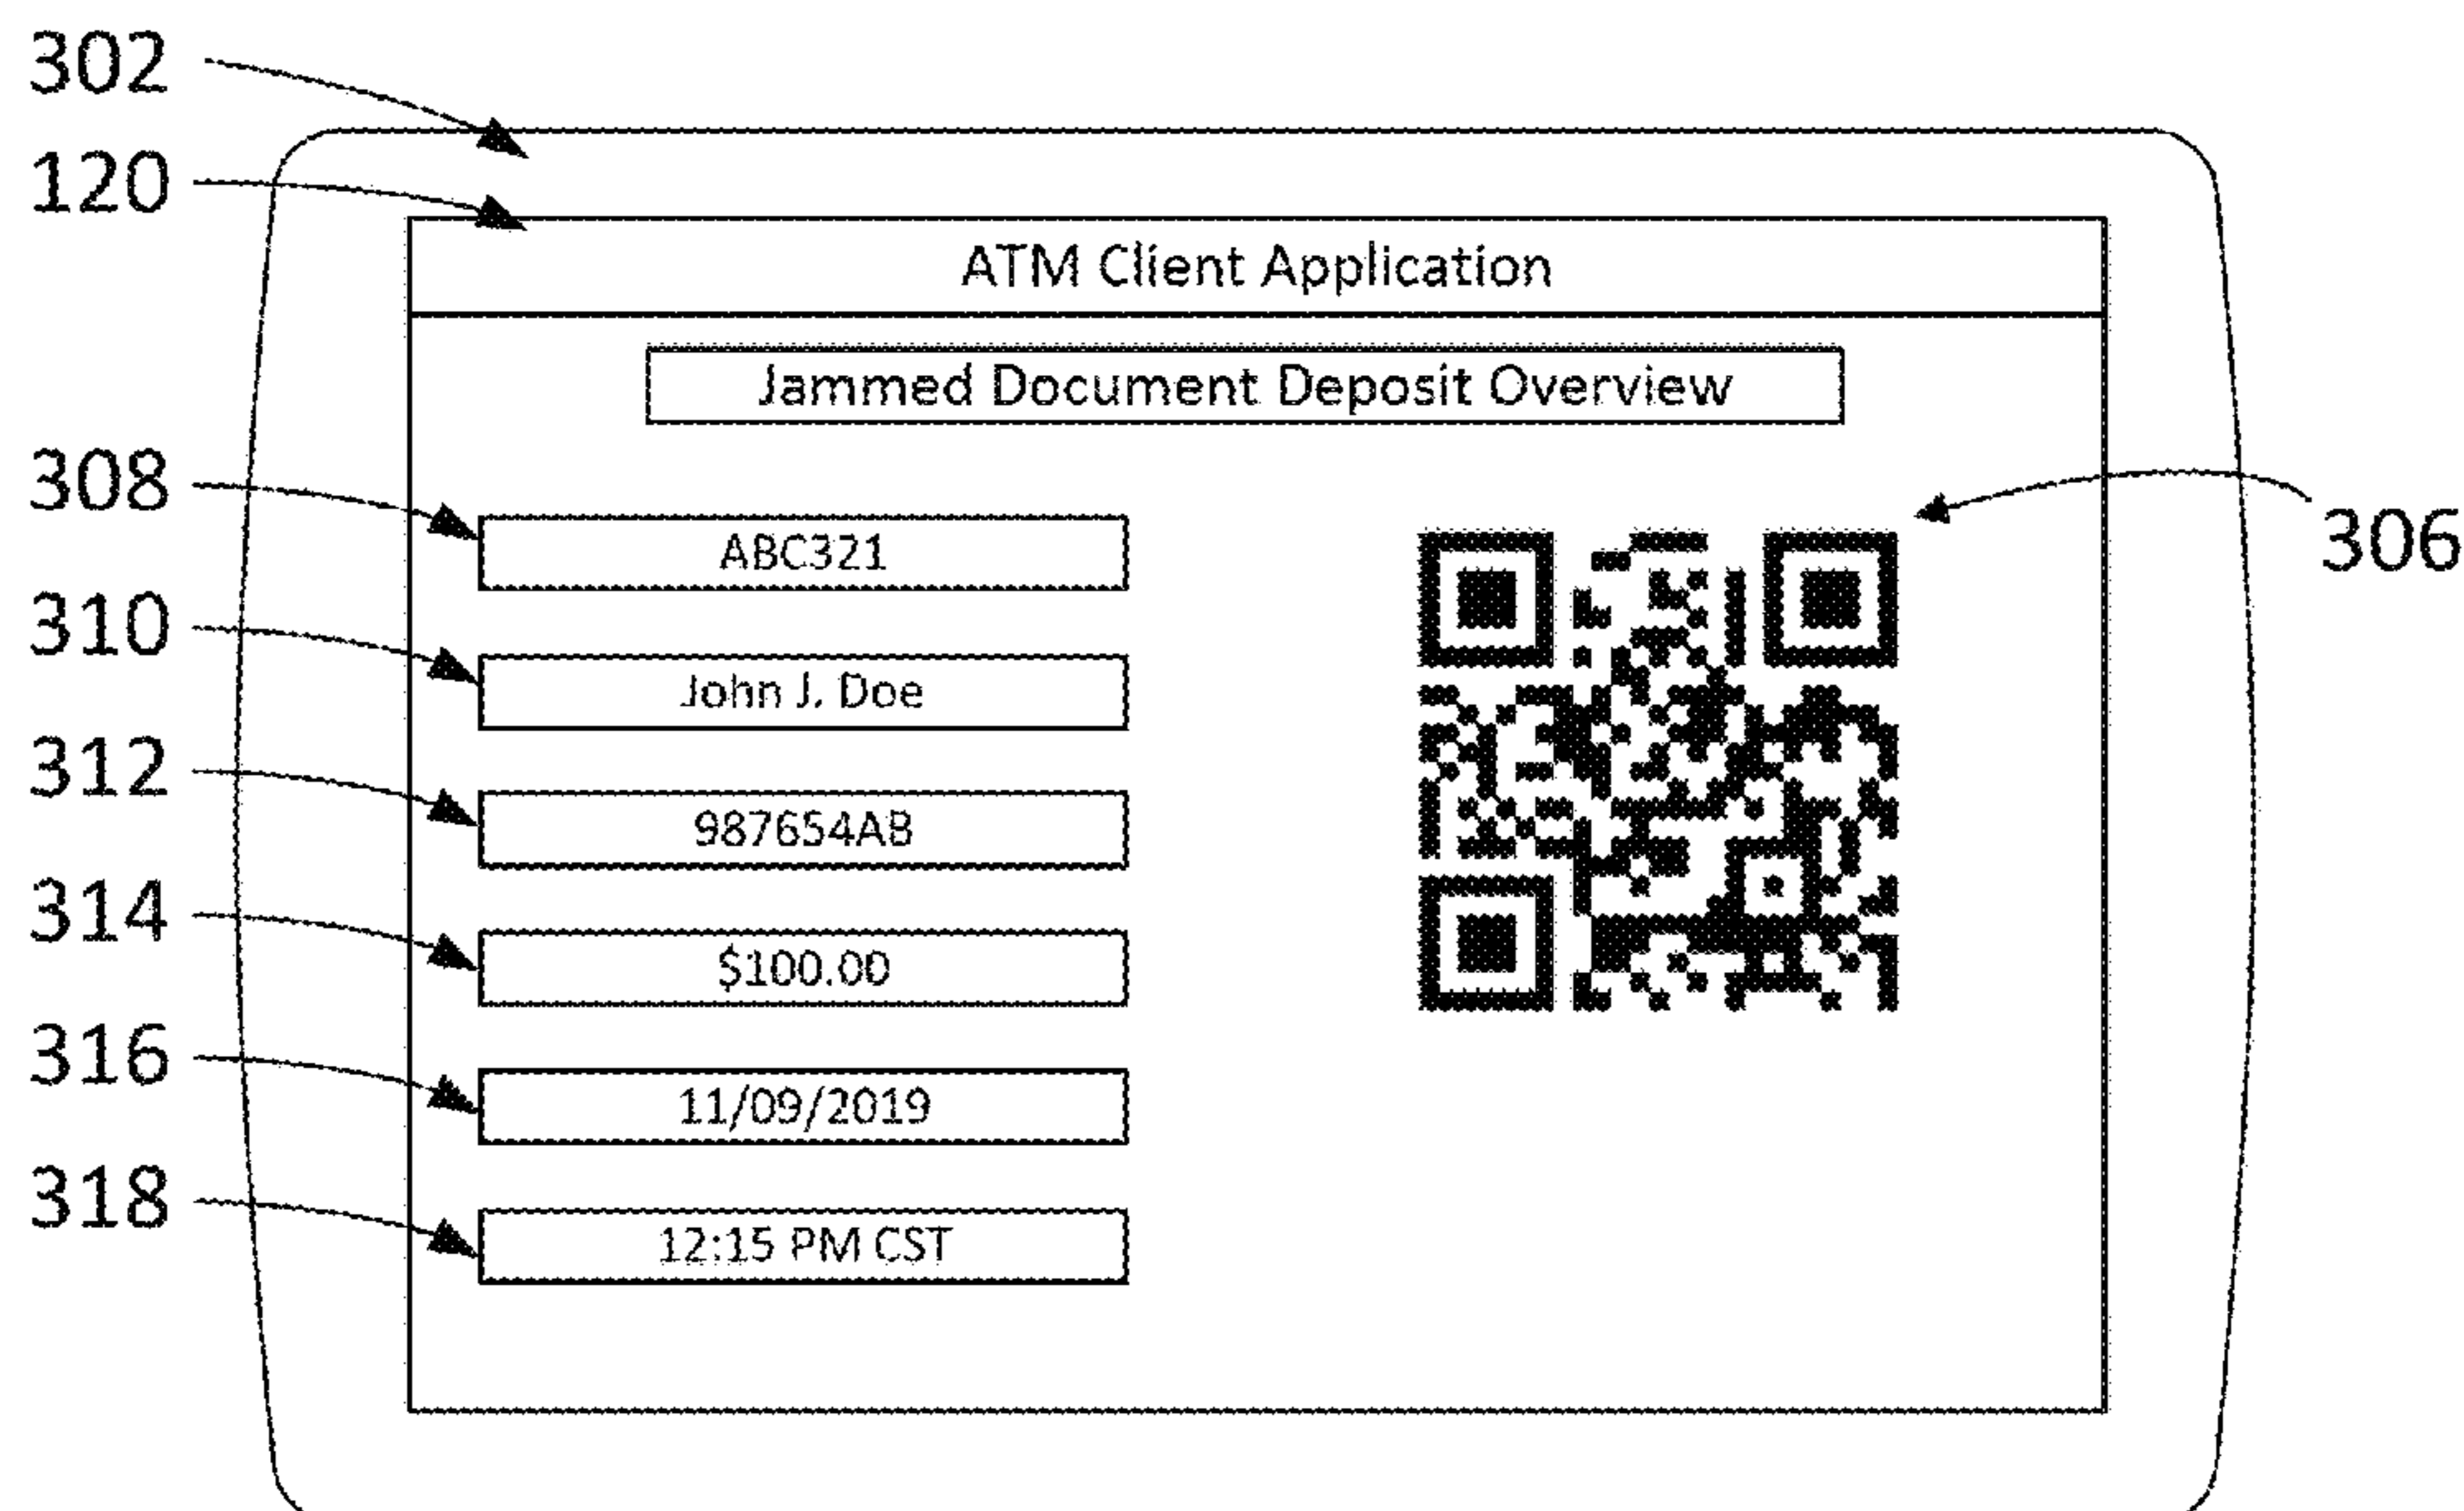 302
120
ATM Client Application
Jammed Document Deposit Overview
308
ABC321
306
310
John J. Doe
312
987654AB
314
$100.00
316
11/09/2019
318
12:15 PM CST